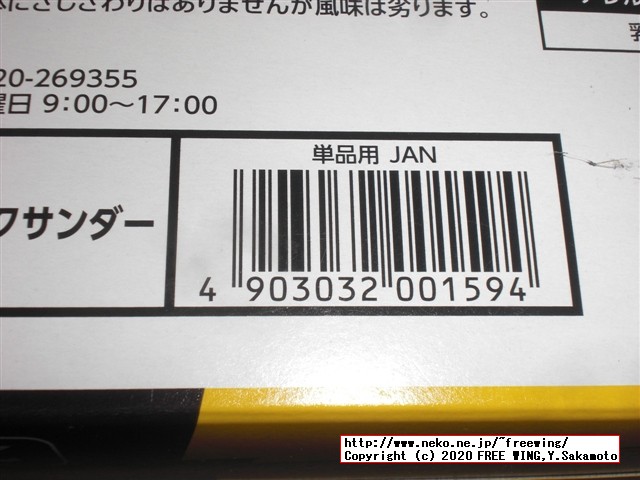 にさしさわりはありませんが風味は劣ります。
20-269355
曜日 9:00〜17:00
単品用 JAN
クサンダー
4 903032 001594
http://www.neko.ne.jp/~freewing/
Copyright (c) 2020 FREE WING,Y.Sakamoto